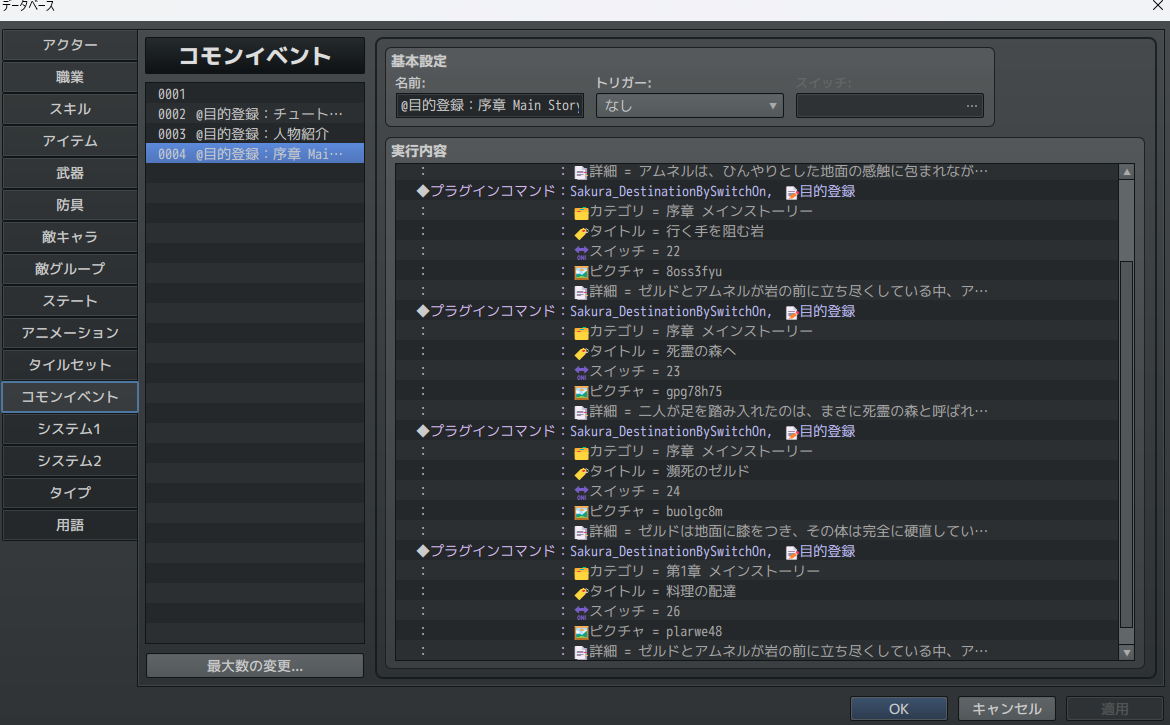 データベース
アクター
職業
スキル
アイテム
武器
防具
敵キャラ
敵グループ
ステート
アニメーション
タイルセット
コモンイベント
システム1
システム2
タイプ
用語
コモンイベント
0001
0002 @目的登録：チュート…
0003 @目的登録：人物紹介
0004 @目的登録：序章 Mai…
最大数の変更...
基本設定
名前:
トリガー:
スイッチ:
@目的登録：序章 Main Story
なし
...
実行内容
: : 詳細 = アムネルは、ひんやりとした地面の感触に包まれなが…
◆プラグインコマンド：Sakura_DestinationBySwitchOn, 目的登録
: : カテゴリ = 序章 メインストーリー
: : タイトル = 行く手を阻む岩
: : スイッチ = 22
: : ピクチャ = 8oss3fyu
: : 詳細 = ゼルドとアムネルが岩の前に立ち尽くしている中、ア…
◆プラグインコマンド：Sakura_DestinationBySwitchOn, 目的登録
: : カテゴリ = 序章 メインストーリー
: : タイトル = 死霊の森へ
: : スイッチ = 23
: : ピクチャ = gpg78h75
: : 詳細 = 二人が足を踏み入れたのは、まさに死霊の森と呼ばれ…
◆プラグインコマンド：Sakura_DestinationBySwitchOn, 目的登録
: : カテゴリ = 序章 メインストーリー
: : タイトル = 瀕死のゼルド
: : スイッチ = 24
: : ピクチャ = buolgc8m
: : 詳細 = ゼルドは地面に膝をつき、その体は完全に硬直してい…
◆プラグインコマンド：Sakura_DestinationBySwitchOn, 目的登録
: : カテゴリ = 第1章 メインストーリー
: : タイトル = 料理の配達
: : スイッチ = 26
: : ピクチャ = plarwe48
: : 詳細 = ゼルドとアムネルが岩の前に立ち尽くしている中、ア…
OK
キャンセル
適用